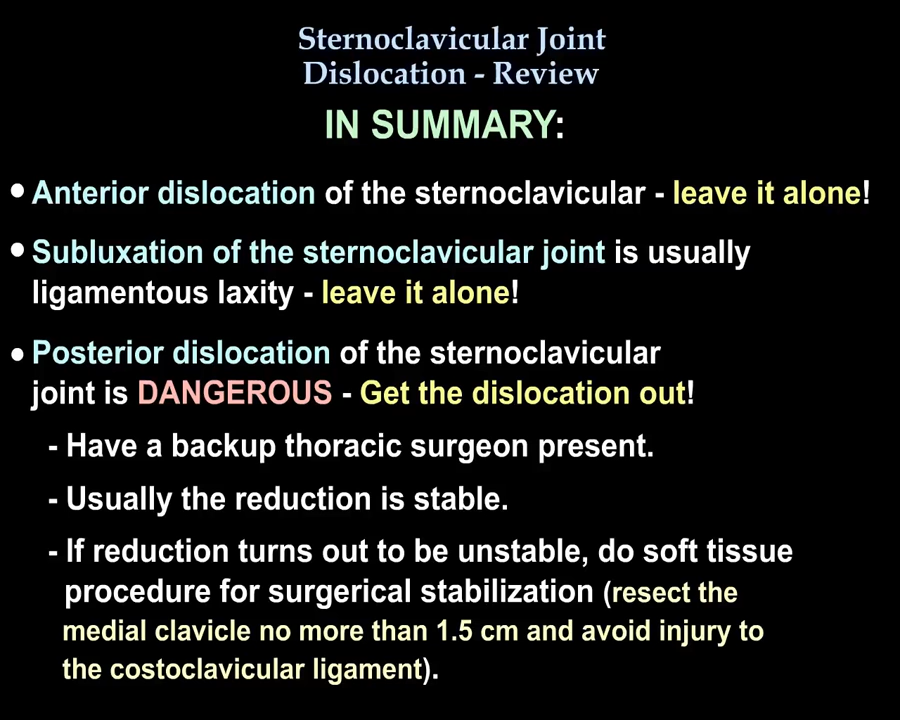 Sternoclavicular Joint
Dislocation - Review
IN SUMMARY:
• Anterior dislocation of the sternoclavicular - leave it alone!
• Subluxation of the sternoclavicular joint is usually
ligamentous laxity - leave it alone!
• Posterior dislocation of the sternoclavicular
joint is DANGEROUS - Get the dislocation out!
- Have a backup thoracic surgeon present.
- Usually the reduction is stable.
- If reduction turns out to be unstable, do soft tissue
procedure for surgerical stabilization (resect the
medial clavicle no more than 1.5 cm and avoid injury to
the costoclavicular ligament).